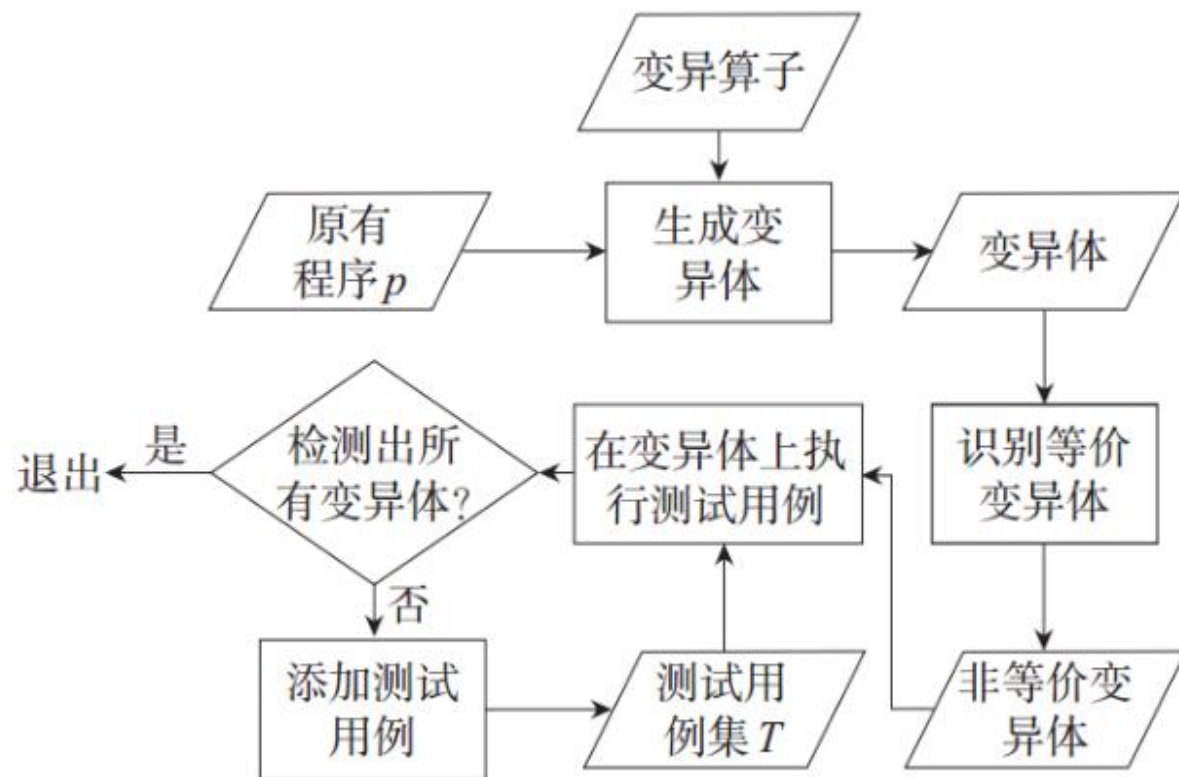 变异算子
原有
程序p
生成变
异体
变异体
识别等价
变异体
非等价变
异体
在变异体上执
行测试用例
检测出所
有变异体?
是
退出
否
添加测试
用例
测试用
例集T